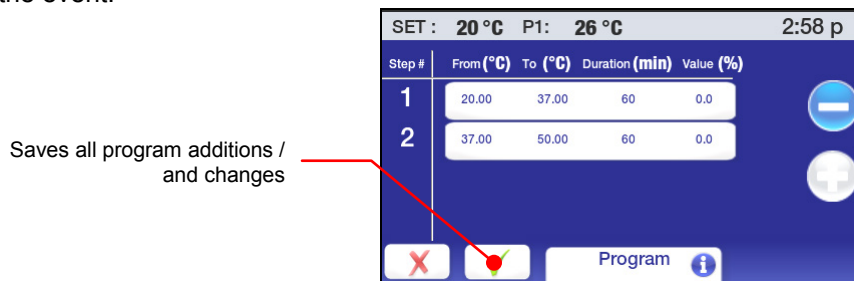 the event.
SET : 20 °C P1: 26 °C 2:58 p
Step # From (°C) To (°C) Duration (min) Value (%)
1 20.00 37.00 60 0.0
2 37.00 50.00 60 0.0
Saves all program additions /
and changes
Program